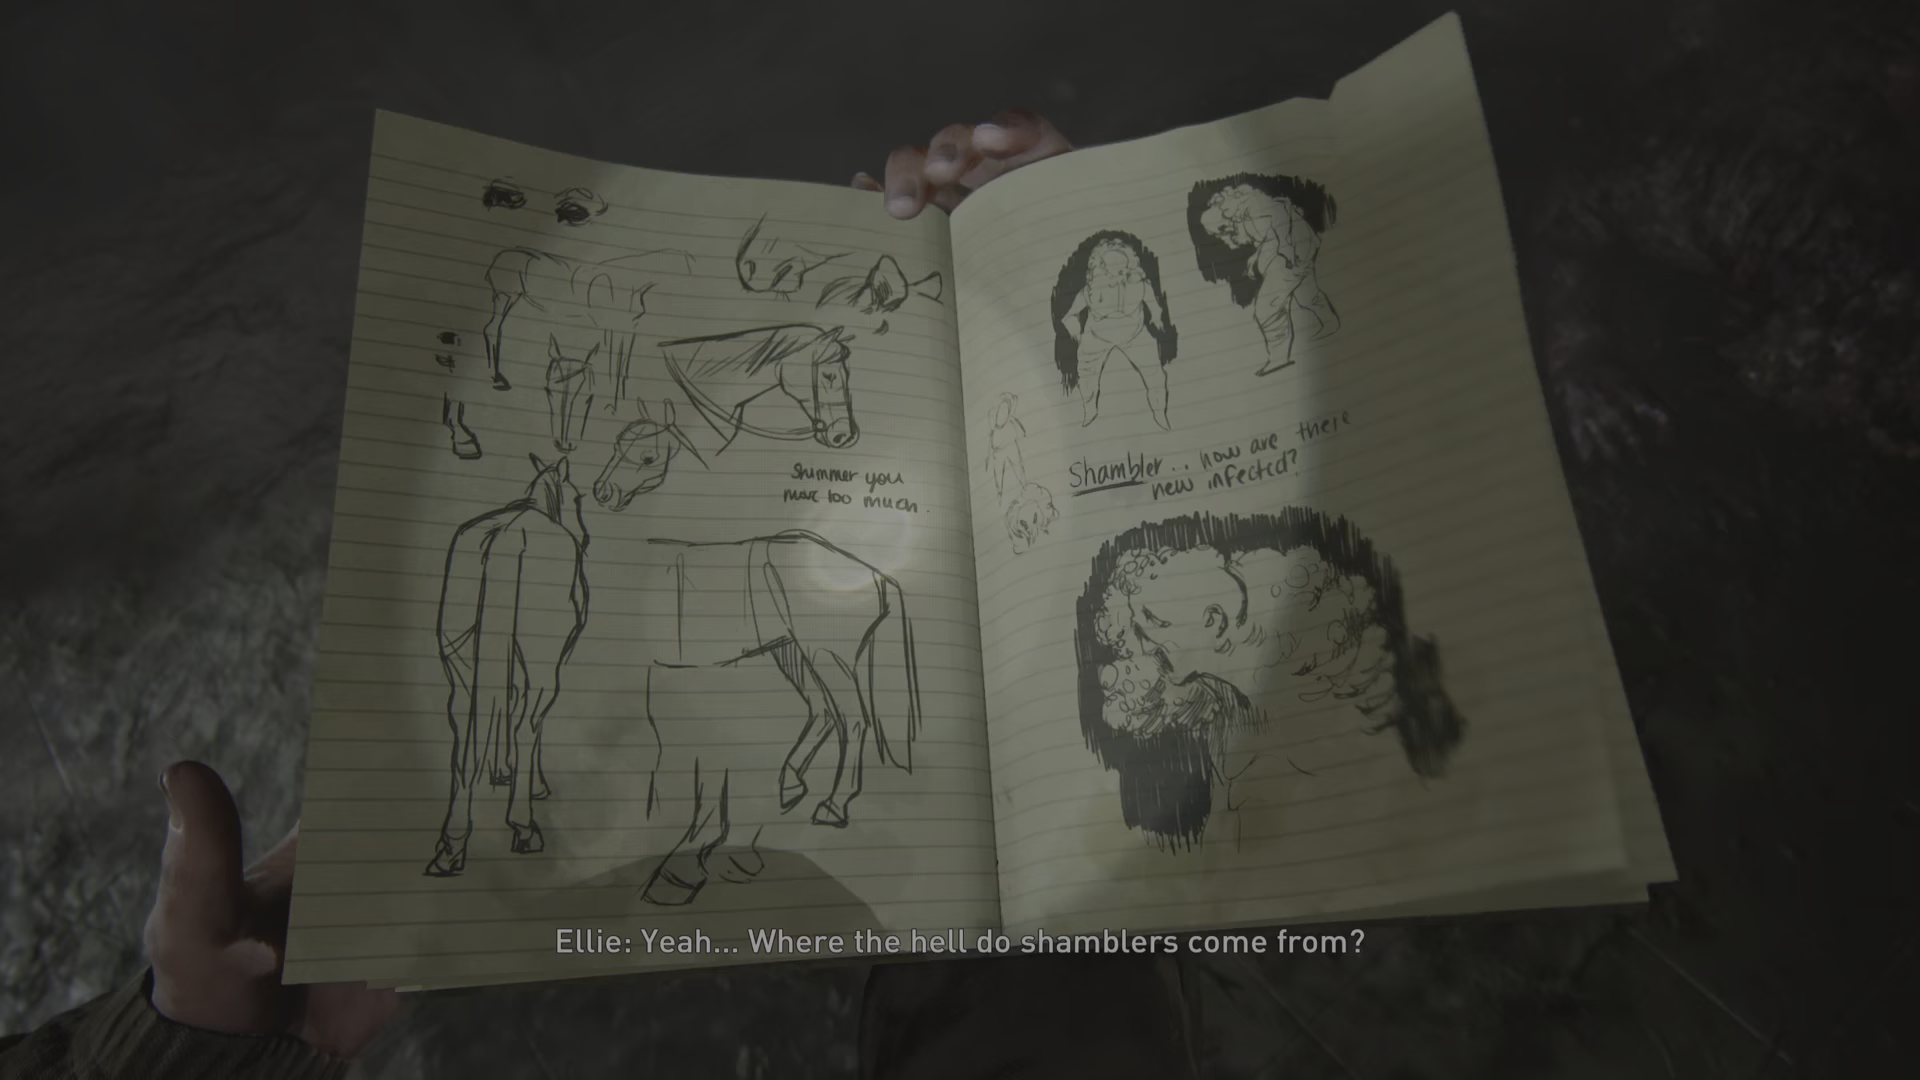 Shimmer you
move too much.
Shambler.. how are there
new infected?
Ellie: Yeah... Where the hell do shamblers come from?